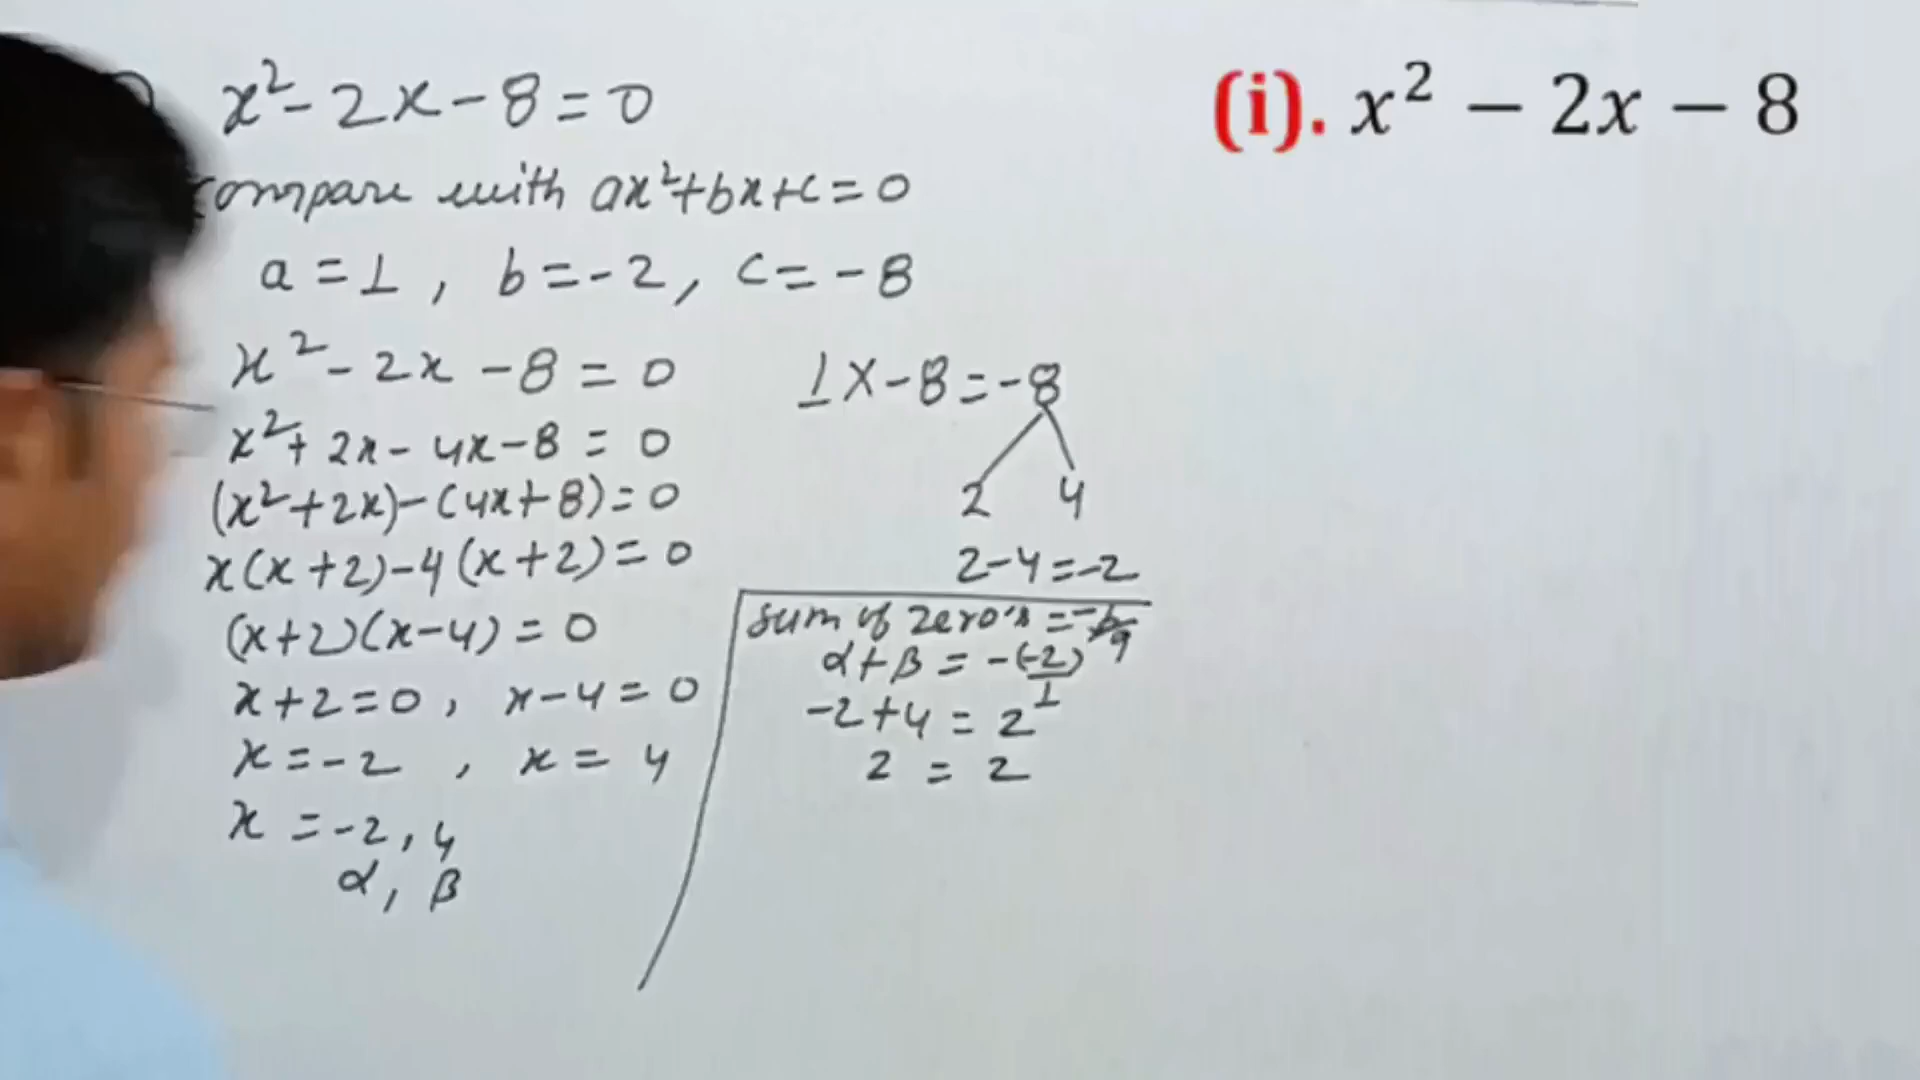 x² - 2x - 8 = 0
(i). x² − 2x − 8
compare with ax² + bx + c = 0
a = 1, b = -2, c = -8
x² - 2x - 8 = 0
x² + 2x - 4x - 8 = 0
(x² + 2x) - (4x + 8) = 0
x(x + 2) - 4(x + 2) = 0
(x + 2)(x - 4) = 0
x + 2 = 0, x - 4 = 0
x = -2, x = 4
x = -2, 4
α, β
1 x -8 = -8
2 4
2 - 4 = -2
sum of zero's = -b/a
α + β = -(-2)/1
-2 + 4 = 2
2 = 2